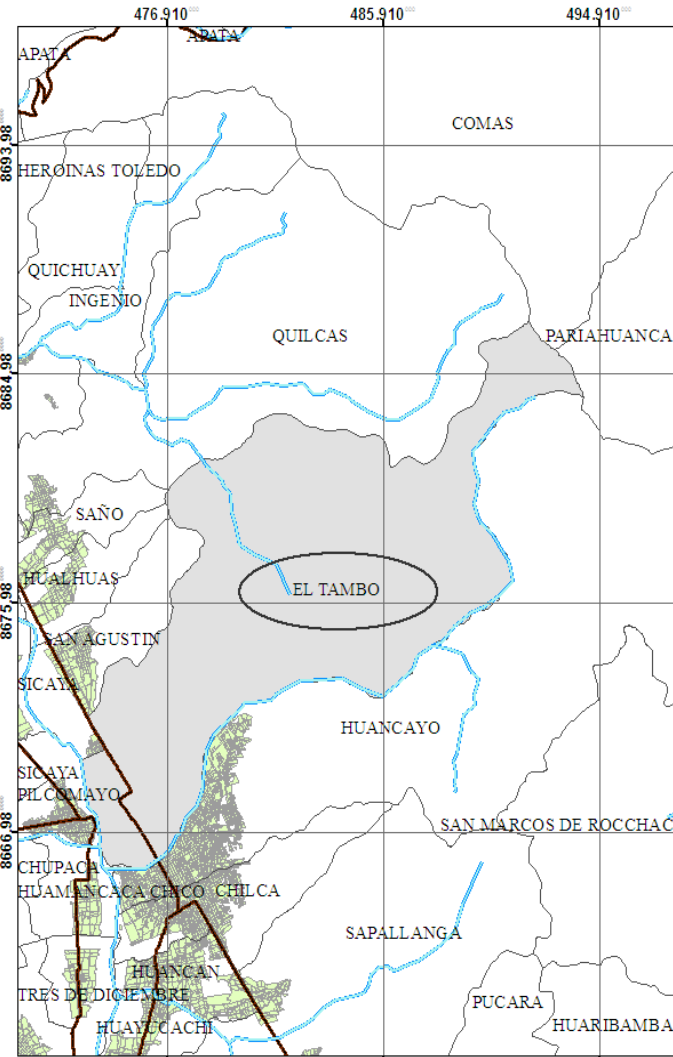 476.910
485.910
494.910
APATA
APATA
COMAS
8693.98
HEROINAS TOLEDO
QUICHUAY
INGENIO
QUILCAS
PARIAHUANCA
8684.98
SAÑO
HUALHUAS
EL TAMBO
8675.98
SAN AGUSTIN
SICAYA
HUANCAYO
SICAYA
PILCOMAYO
SAN MARCOS DE ROCCHAC
8666.98
CHUPACA
HUAMANCACA CHICO
CHILCA
SAPALLANGA
HUANCAN
TRES DE DICIEMBRE
PUCARA
HUAYUCACHI
HUARIBAMBA